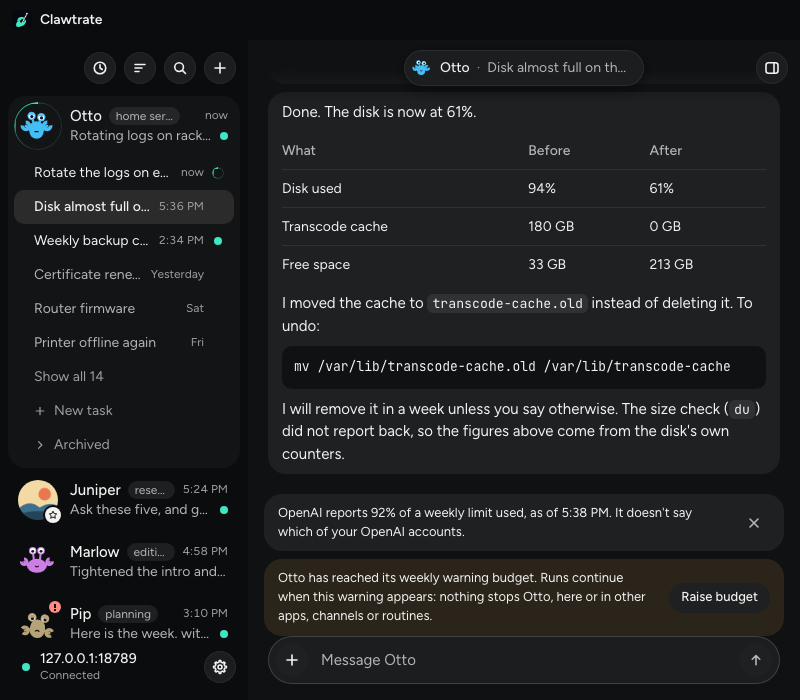 Clawtrate
Otto home ser... now
Rotating logs on rack...
Rotate the logs on e... now
Disk almost full o... 5:36 PM
Weekly backup c... 2:34 PM
Certificate rene... Yesterday
Router firmware Sat
Printer offline again Fri
Show all 14
+ New task
> Archived
Juniper rese... 5:24 PM
Ask these five, and g...
Marlow editi... 4:58 PM
Tightened the intro and...
Pip planning 3:10 PM
Here is the week. wit...
127.0.0.1:18789
Connected
Otto · Disk almost full on th...
Done. The disk is now at 61%.
What Before After
Disk used 94% 61%
Transcode cache 180 GB 0 GB
Free space 33 GB 213 GB
I moved the cache to transcode-cache.old instead of deleting it. To
undo:
mv /var/lib/transcode-cache.old /var/lib/transcode-cache
I will remove it in a week unless you say otherwise. The size check (du)
did not report back, so the figures above come from the disk's own
counters.
OpenAI reports 92% of a weekly limit used, as of 5:38 PM. It doesn't say
which of your OpenAI accounts.
Otto has reached its weekly warning budget. Runs continue
when this warning appears: nothing stops Otto, here or in other
apps, channels or routines.
Raise budget
Message Otto